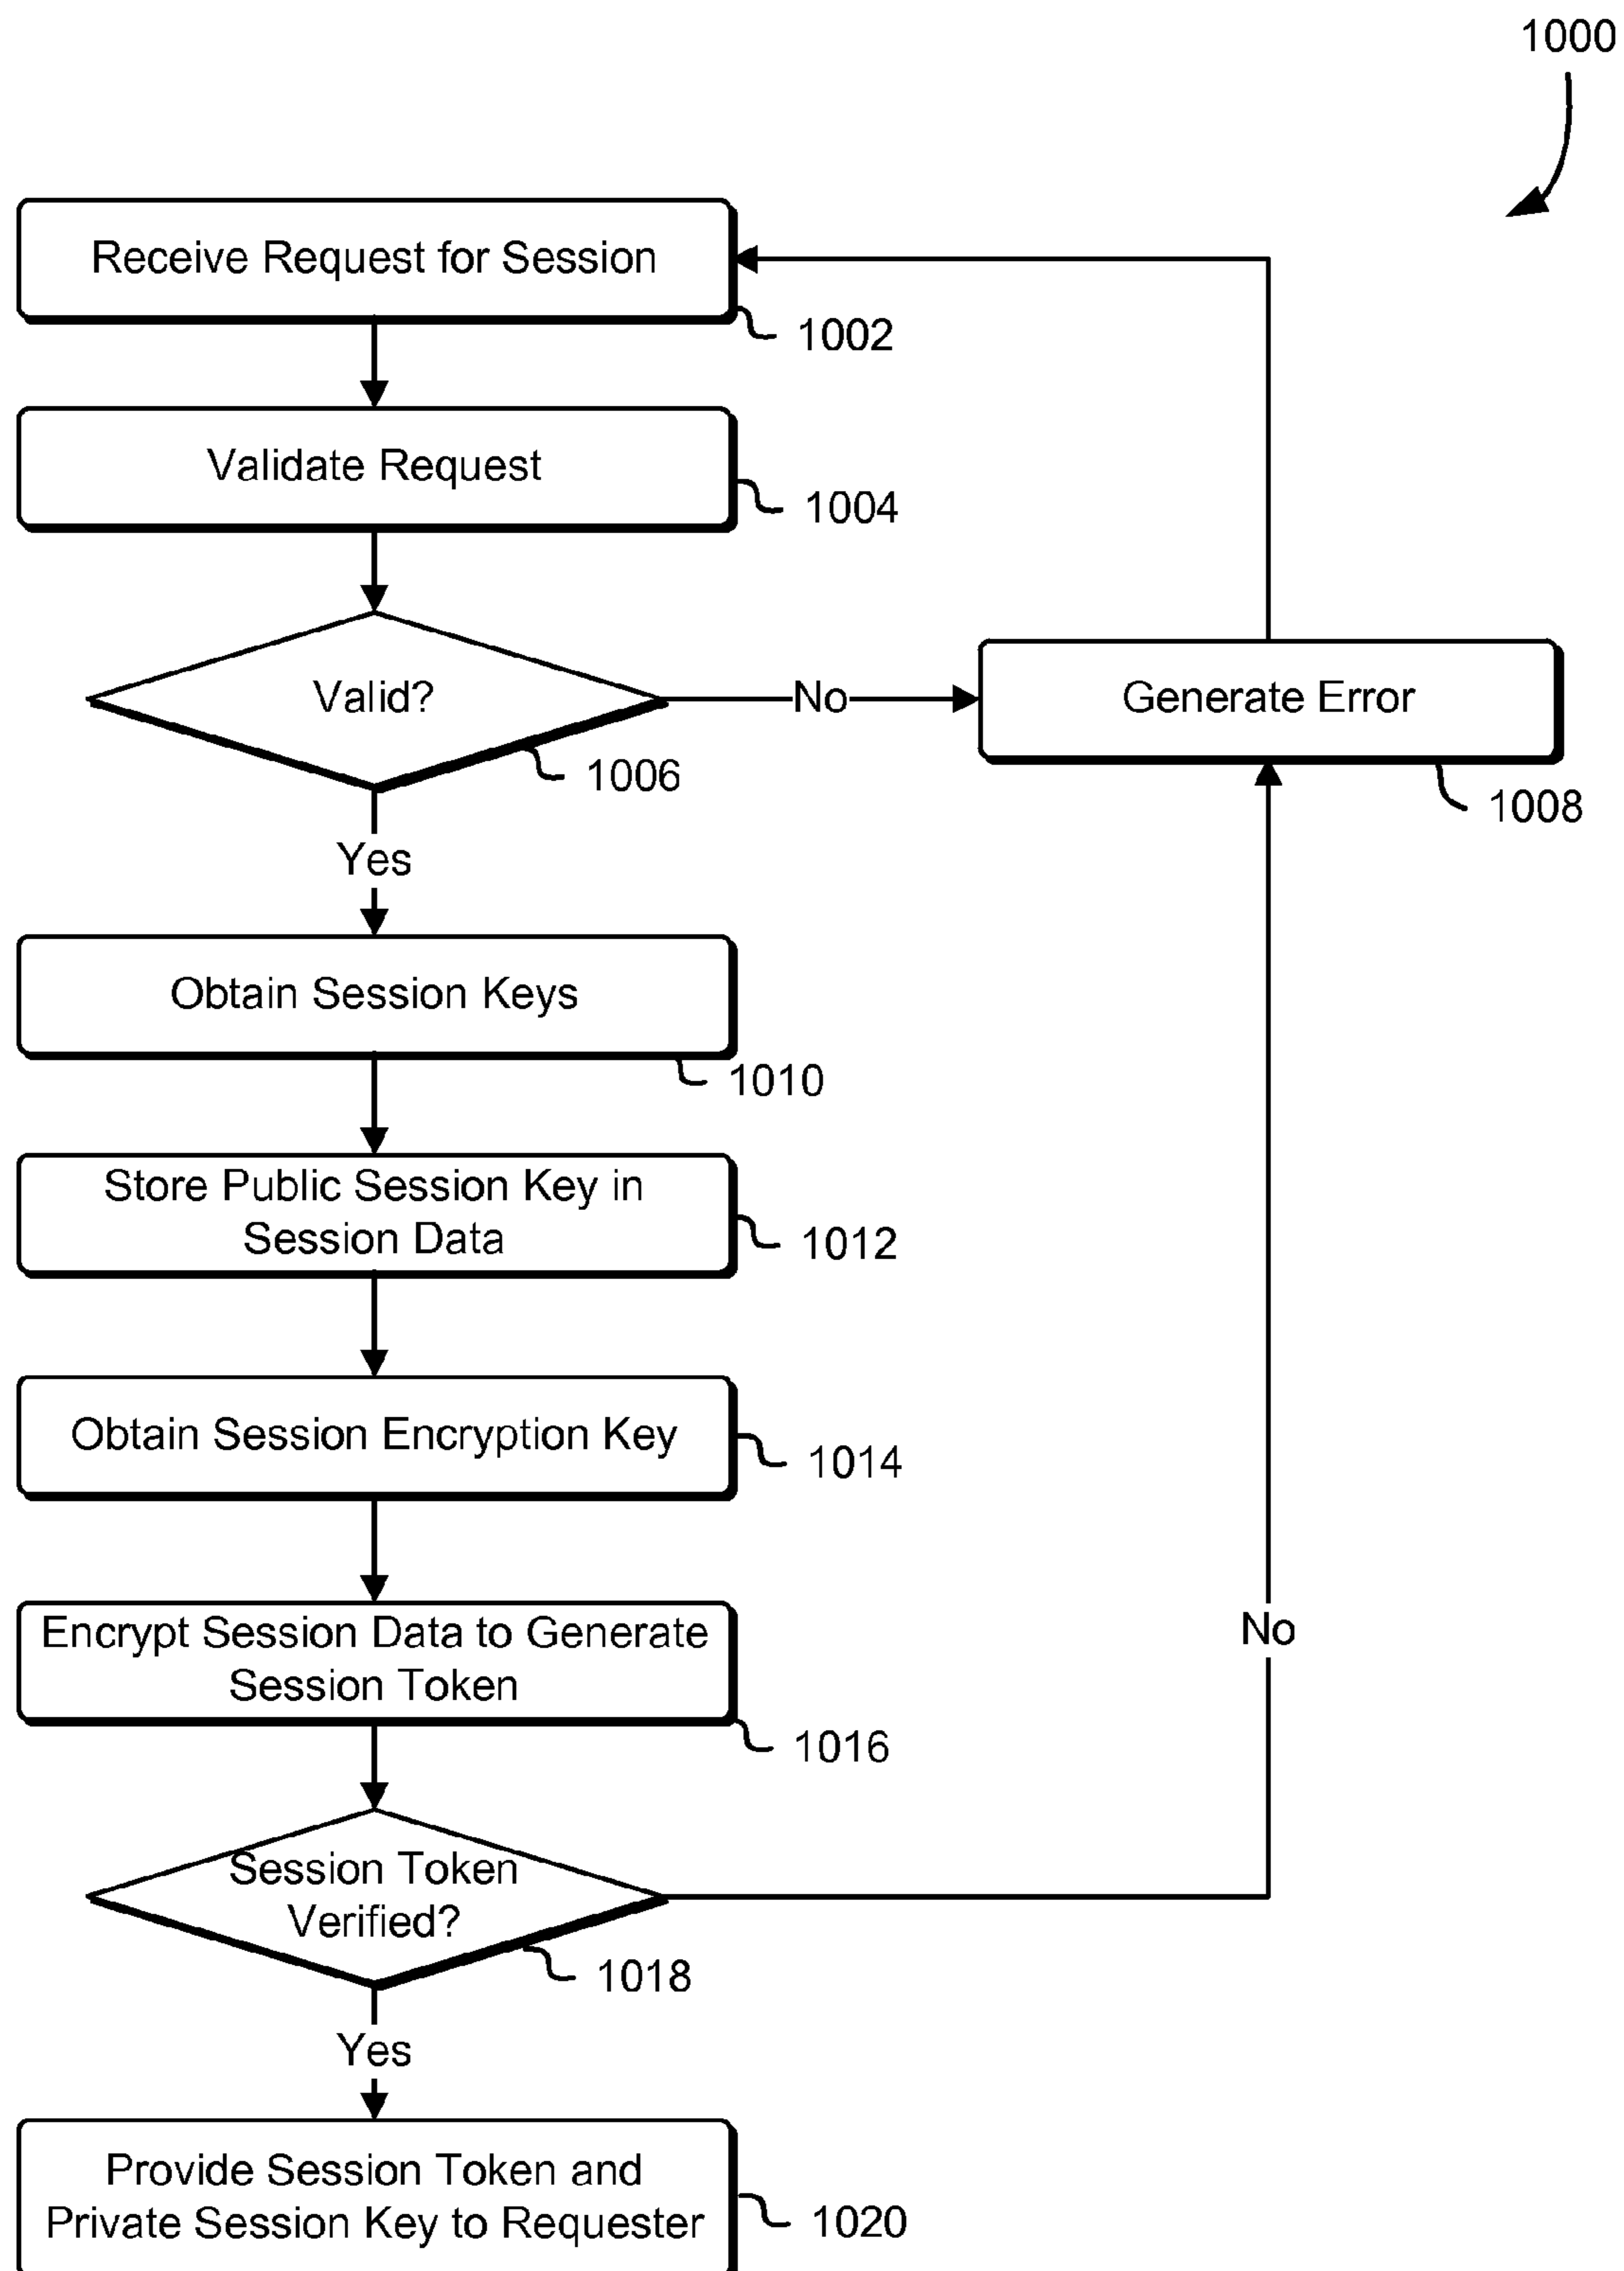 1000
Receive Request for Session
1002
Validate Request
1004
Valid?
No
Generate Error
1006
1008
Yes
Obtain Session Keys
1010
Store Public Session Key in
Session Data
1012
Obtain Session Encryption Key
1014
Encrypt Session Data to Generate
Session Token
No
1016
Session Token
Verified?
1018
Yes
Provide Session Token and
Private Session Key to Requester
1020